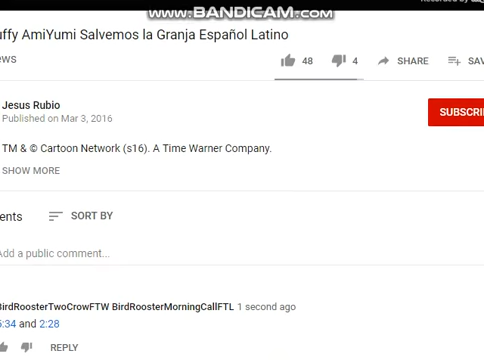 www.BANDICAM.com
uffy AmiYumi Salvemos la Granja Español Latino
ews
48
4
SHARE
SAV
Jesus Rubio
Published on Mar 3, 2016
SUBSCRI
TM & © Cartoon Network (s16). A Time Warner Company.
SHOW MORE
ents
SORT BY
Add a public comment...
BirdRoosterTwoCrowFTW BirdRoosterMorningCallFTL 1 second ago
5:34 and 2:28
REPLY